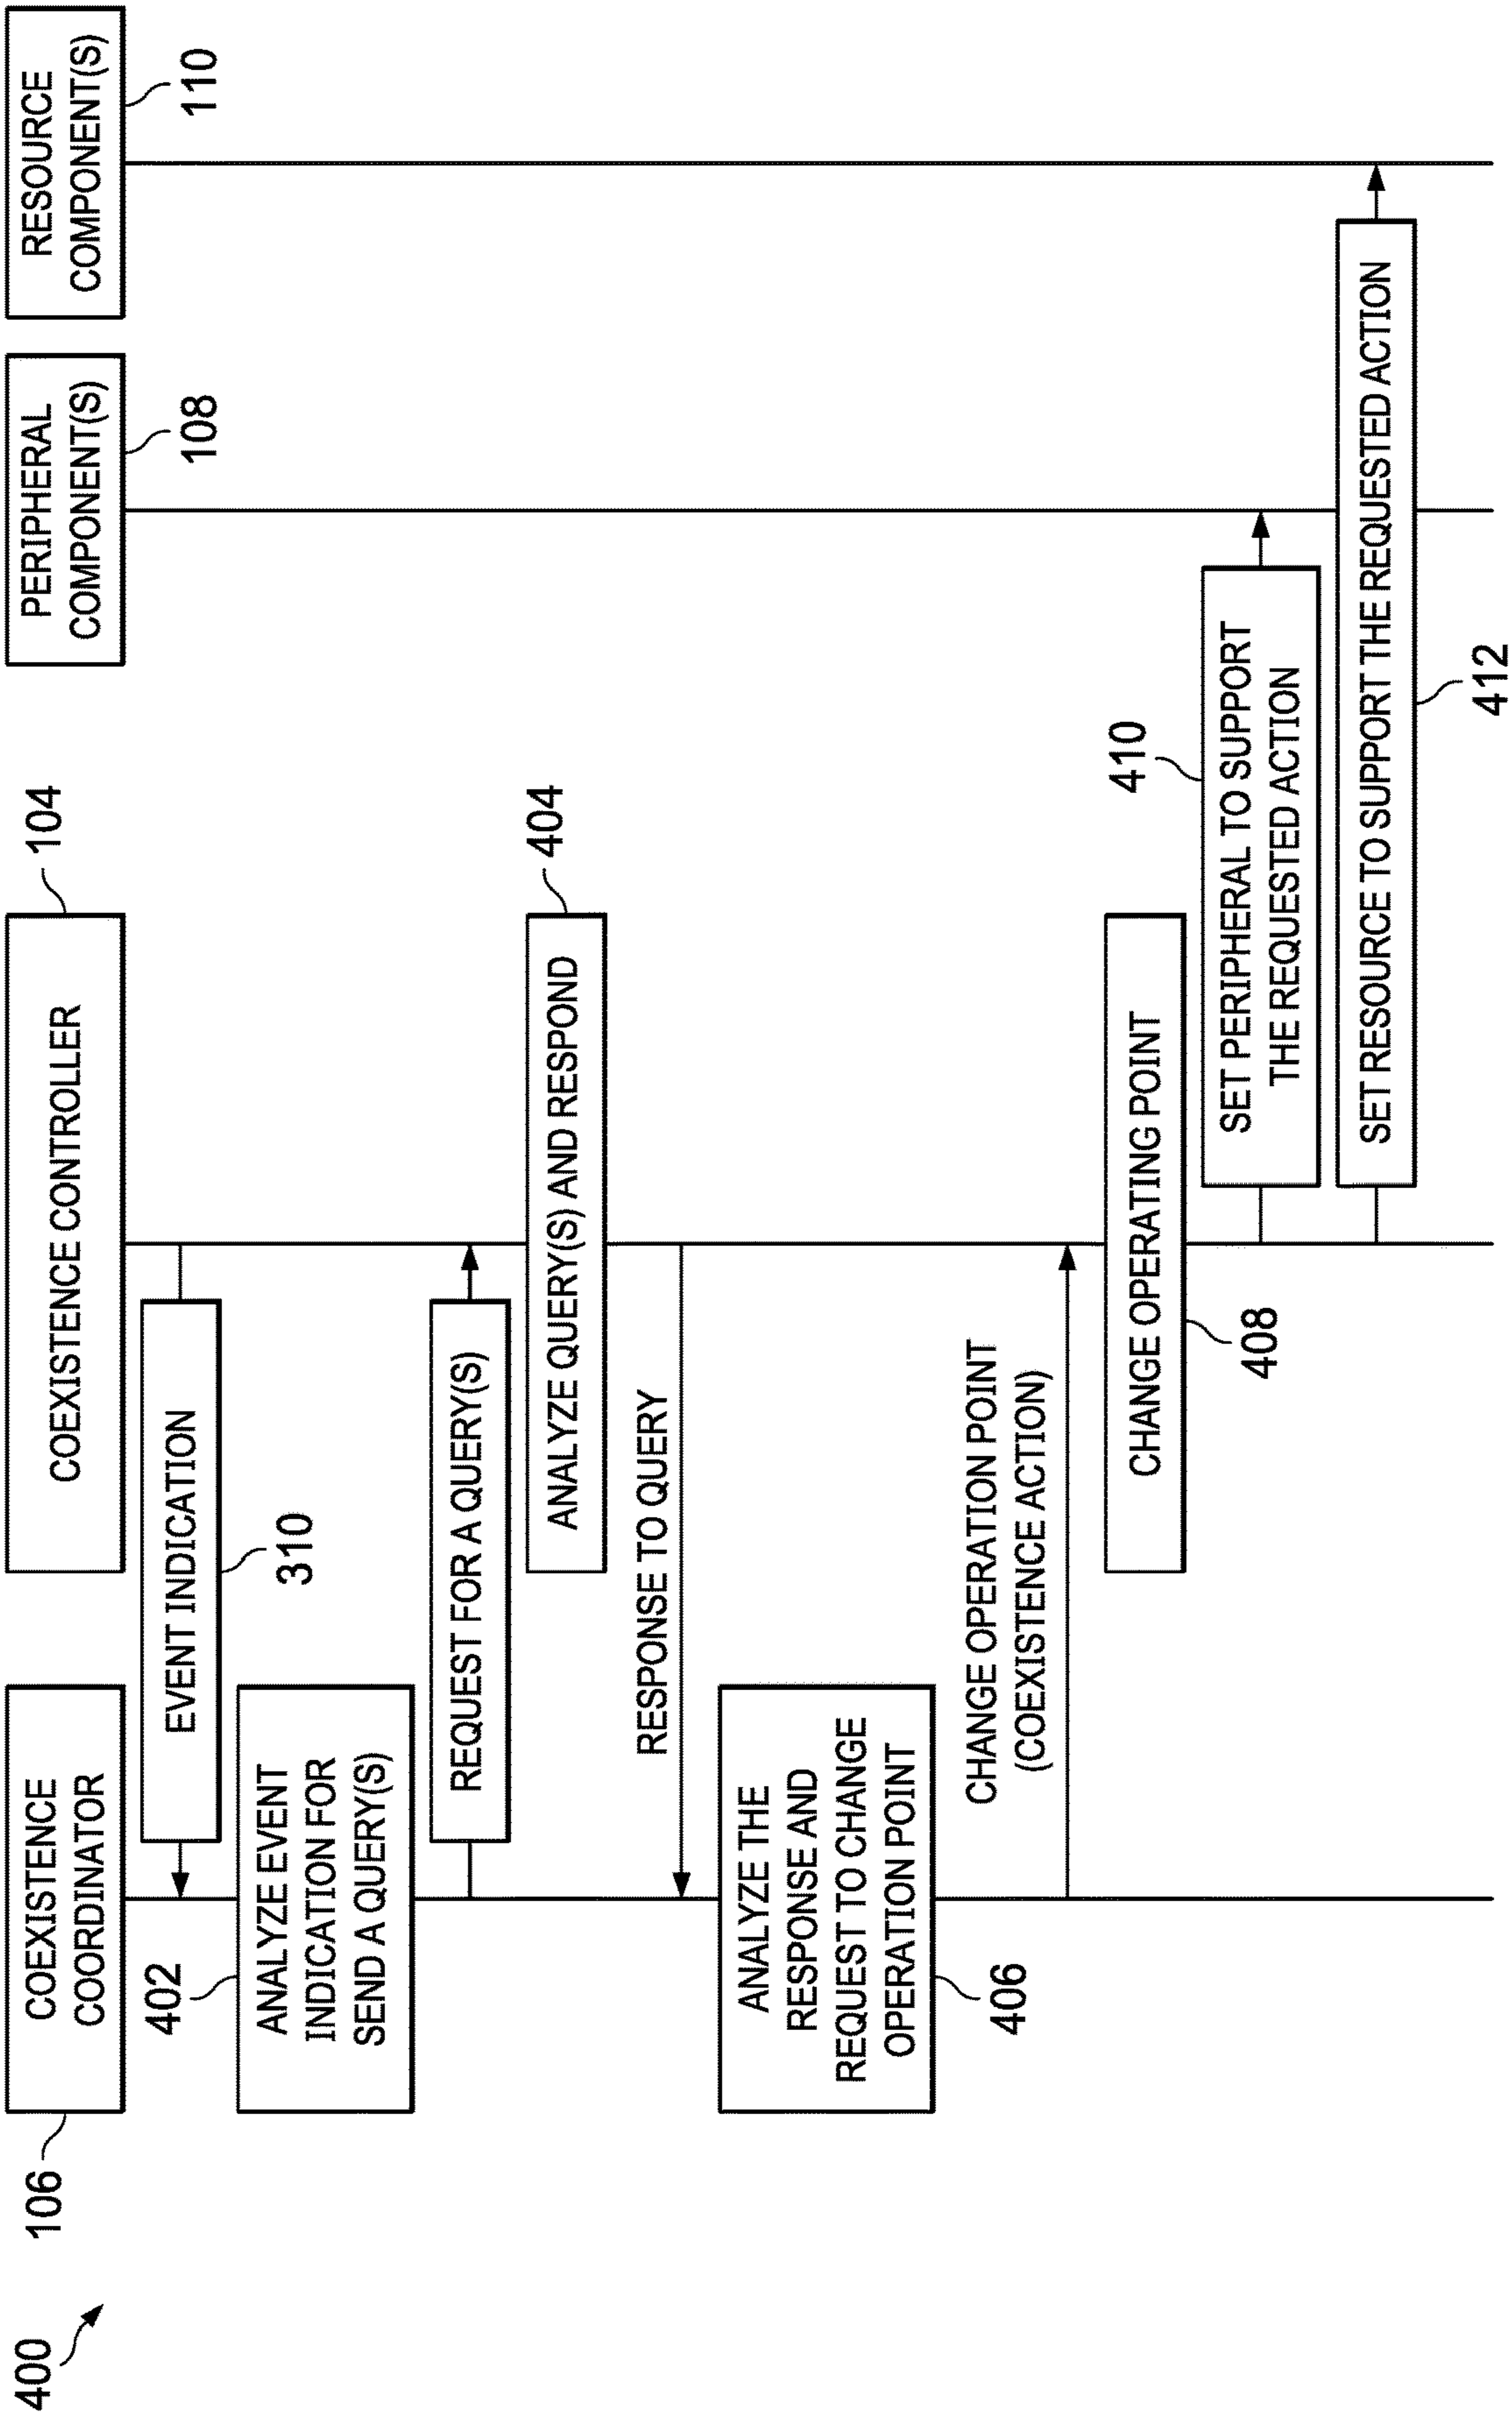 400
106
COEXISTENCE
COORDINATOR
COEXISTENCE CONTROLLER
104
PERIPHERAL
COMPONENT(S)
108
RESOURCE
COMPONENT(S)
110
EVENT INDICATION
310
402
ANALYZE EVENT
INDICATION FOR
SEND A QUERY(S)
REQUEST FOR A QUERY(S)
ANALYZE QUERY(S) AND RESPOND
404
RESPONSE TO QUERY
ANALYZE THE
RESPONSE AND
REQUEST TO CHANGE
OPERATION POINT
406
CHANGE OPERATION POINT
(COEXISTENCE ACTION)
CHANGE OPERATING POINT
408
410
SET PERIPHERAL TO SUPPORT
THE REQUESTED ACTION
SET RESOURCE TO SUPPORT THE REQUESTED ACTION
412